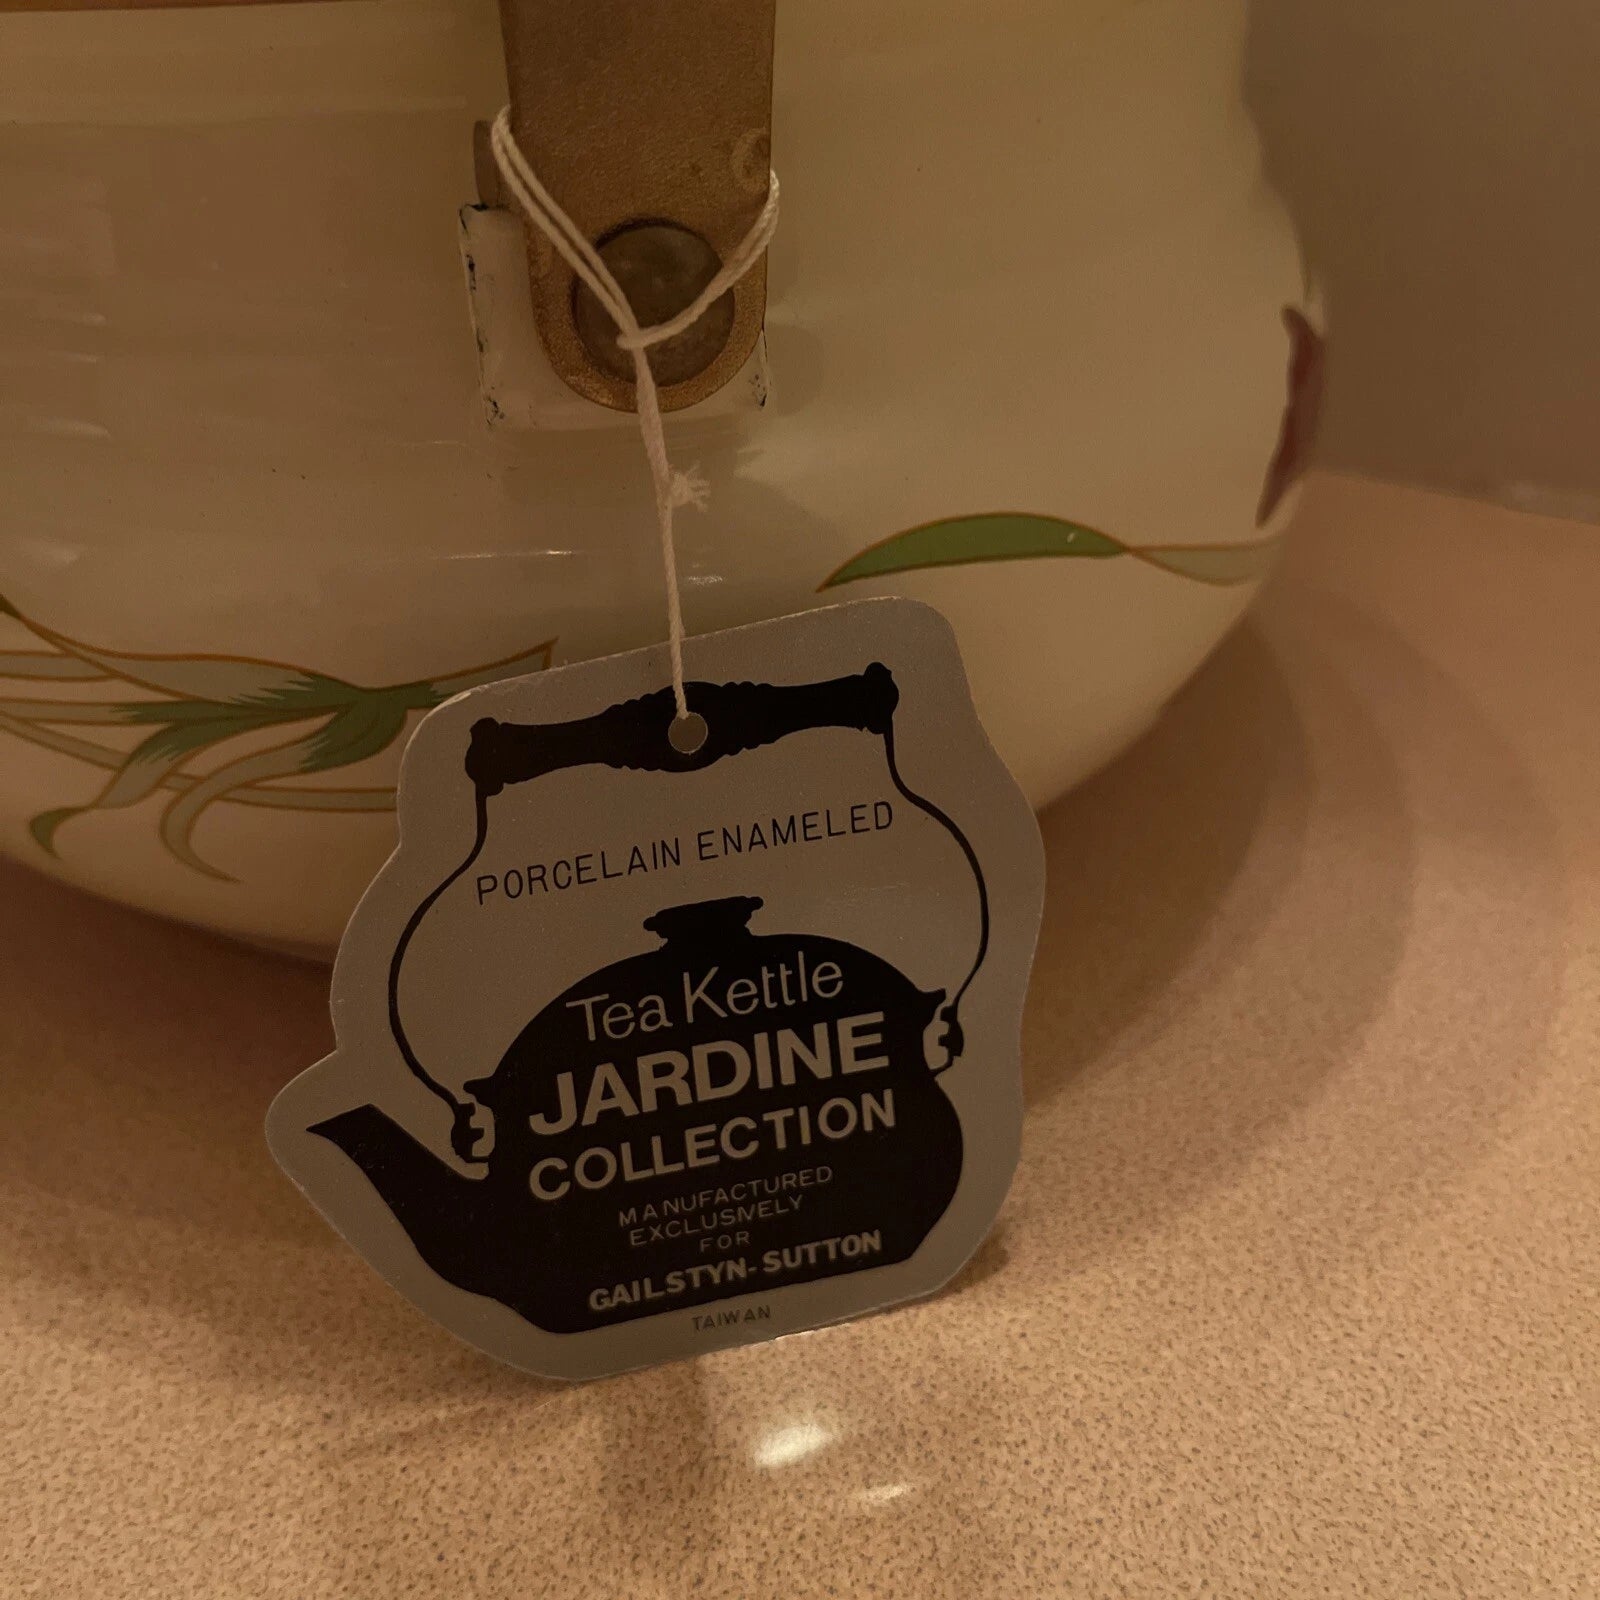 PORCELAIN ENAMELED
Tea Kettle
JARDINE
COLLECTION
MANUFACTURED
EXCLUSIVELY
FOR
GAILSTYN-SUTTON
TAIWAN